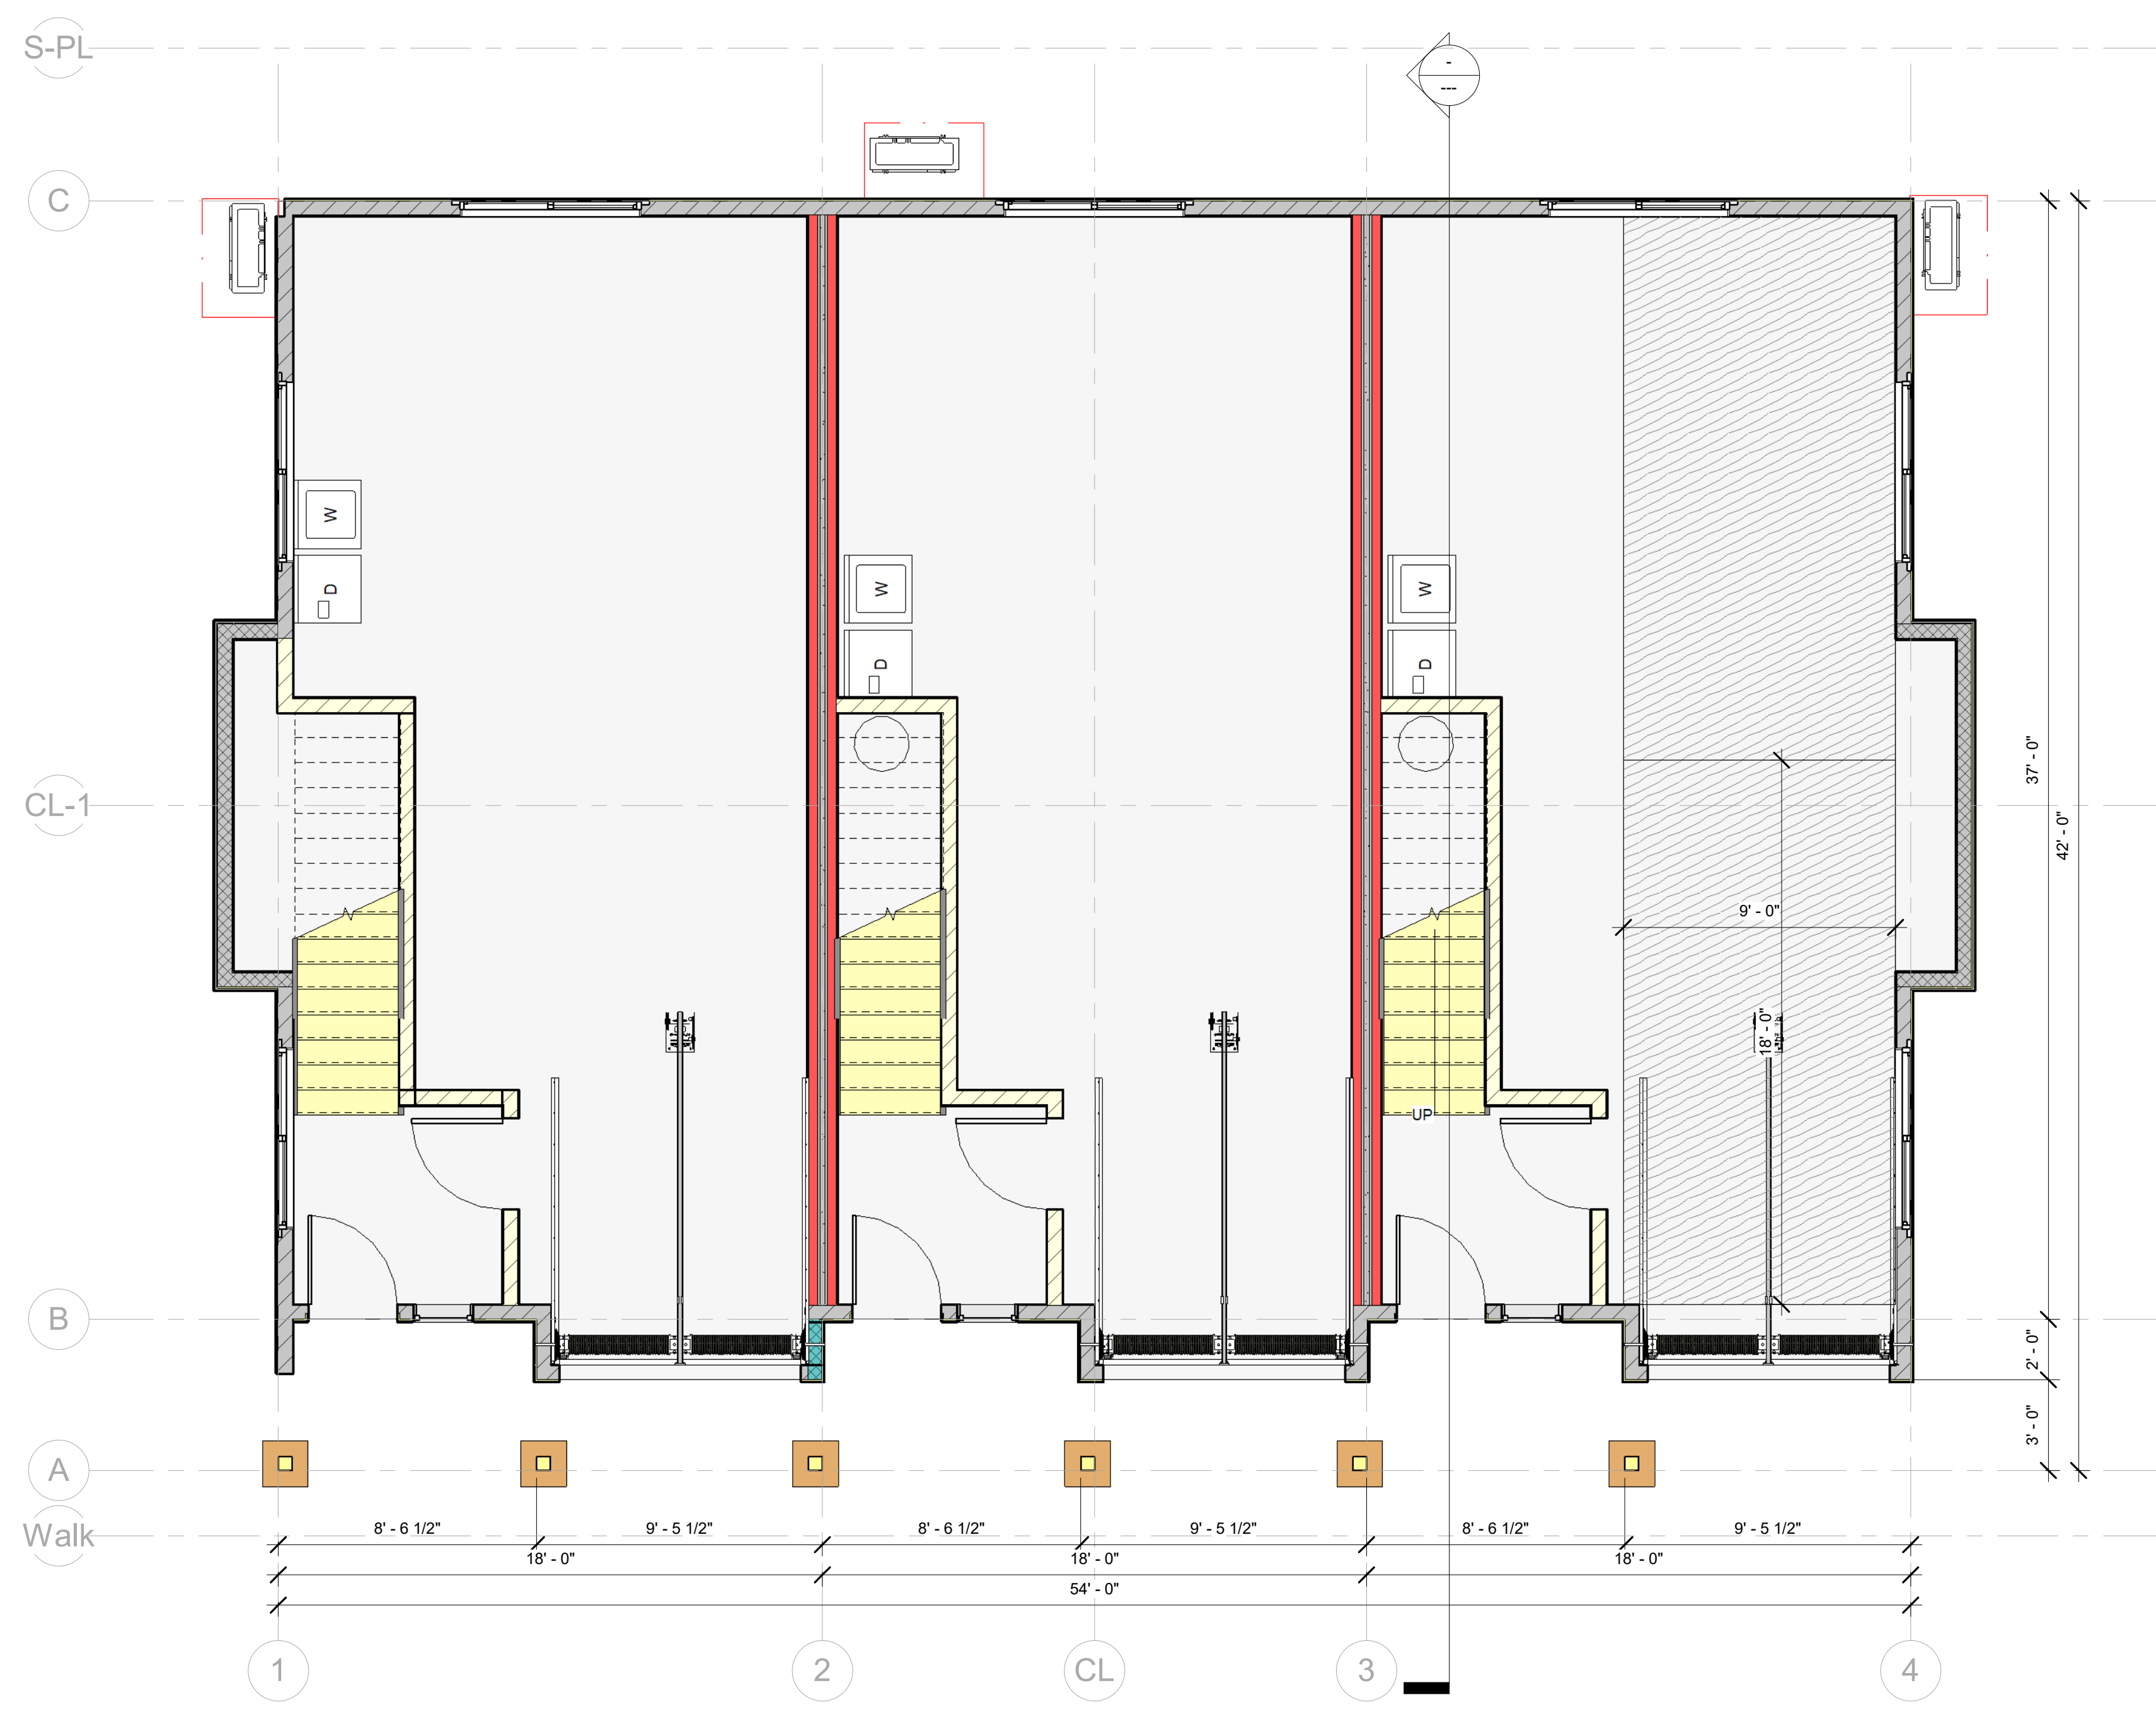 S-PL
-
---
C
W
D
W
D
W
D
37' - 0"
CL-1
42' - 0"
9' - 0"
18' - 0"
UP
B
2' - 0"
3' - 0"
A
Walk
8' - 6 1/2"
9' - 5 1/2"
8' - 6 1/2"
9' - 5 1/2"
8' - 6 1/2"
9' - 5 1/2"
18' - 0"
18' - 0"
18' - 0"
54' - 0"
1
2
CL
3
4